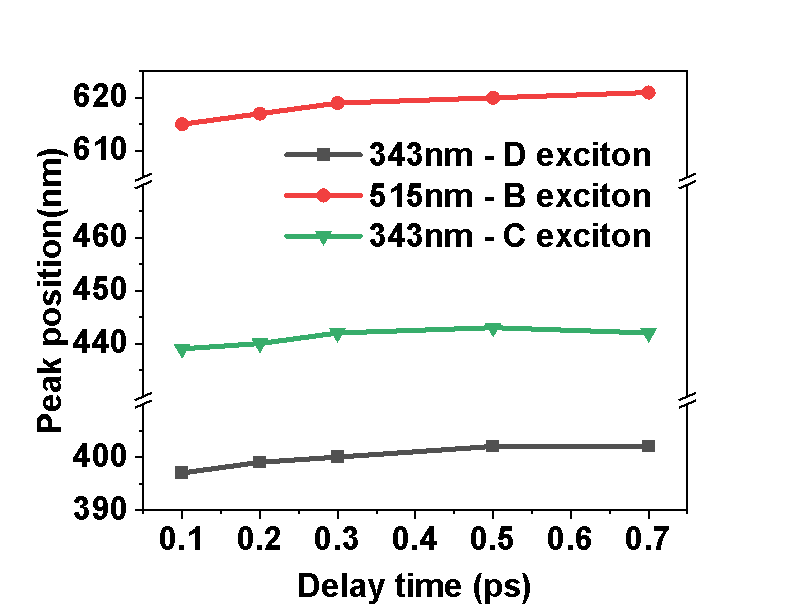 620
610
460
450
440
400
390
Peak position(nm)
343nm - D exciton
515nm - B exciton
343nm - C exciton
0.1 0.2 0.3 0.4 0.5 0.6 0.7
Delay time (ps)